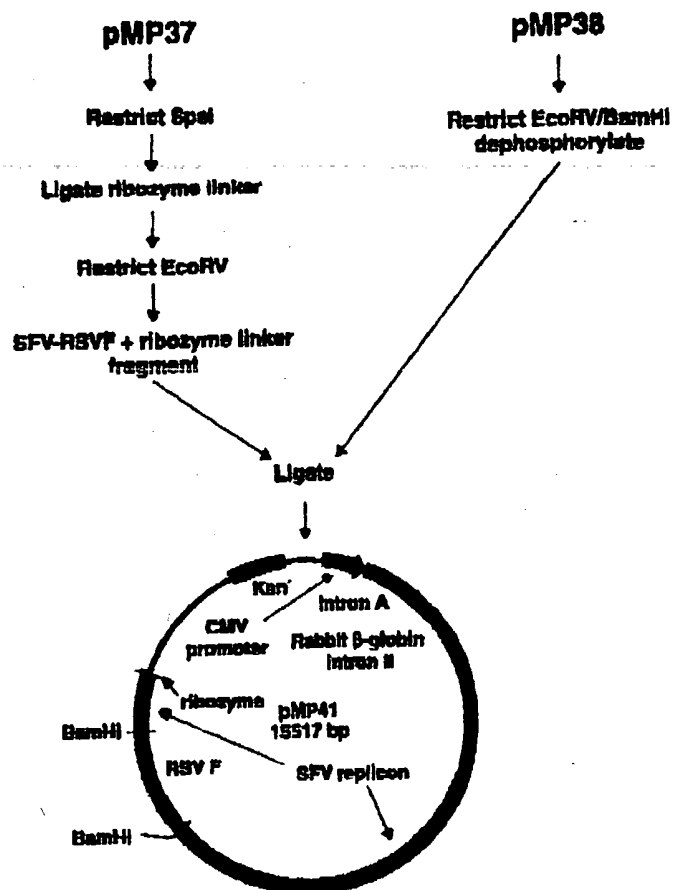 pMP37
Restrict SpeI
Ligate ribozyme linker
Restrict EcoRV
SFV-RSVF + ribozyme linker
fragment
pMP38
Restrict EcoRV/BamHI
dephosphorylate
Ligate
Kanʳ
Intron A
CMV
promoter
Rabbit β-globin
Intron II
ribozyme
pMP41
15517 bp
BamHI
RSV F
SFV replicon
BamHI